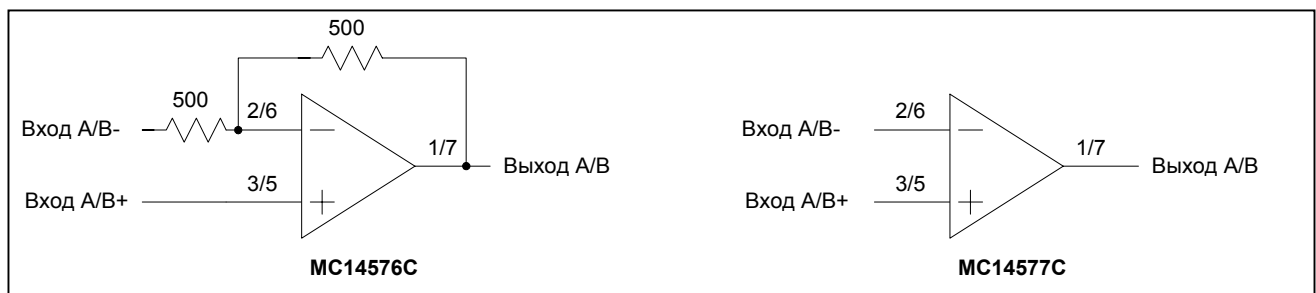 500
500
2/6
Вход A/B-
1/7
Выход A/B
3/5
Вход A/B+
MC14576C
2/6
Вход A/B-
1/7
Выход A/B
3/5
Вход A/B+
MC14577C